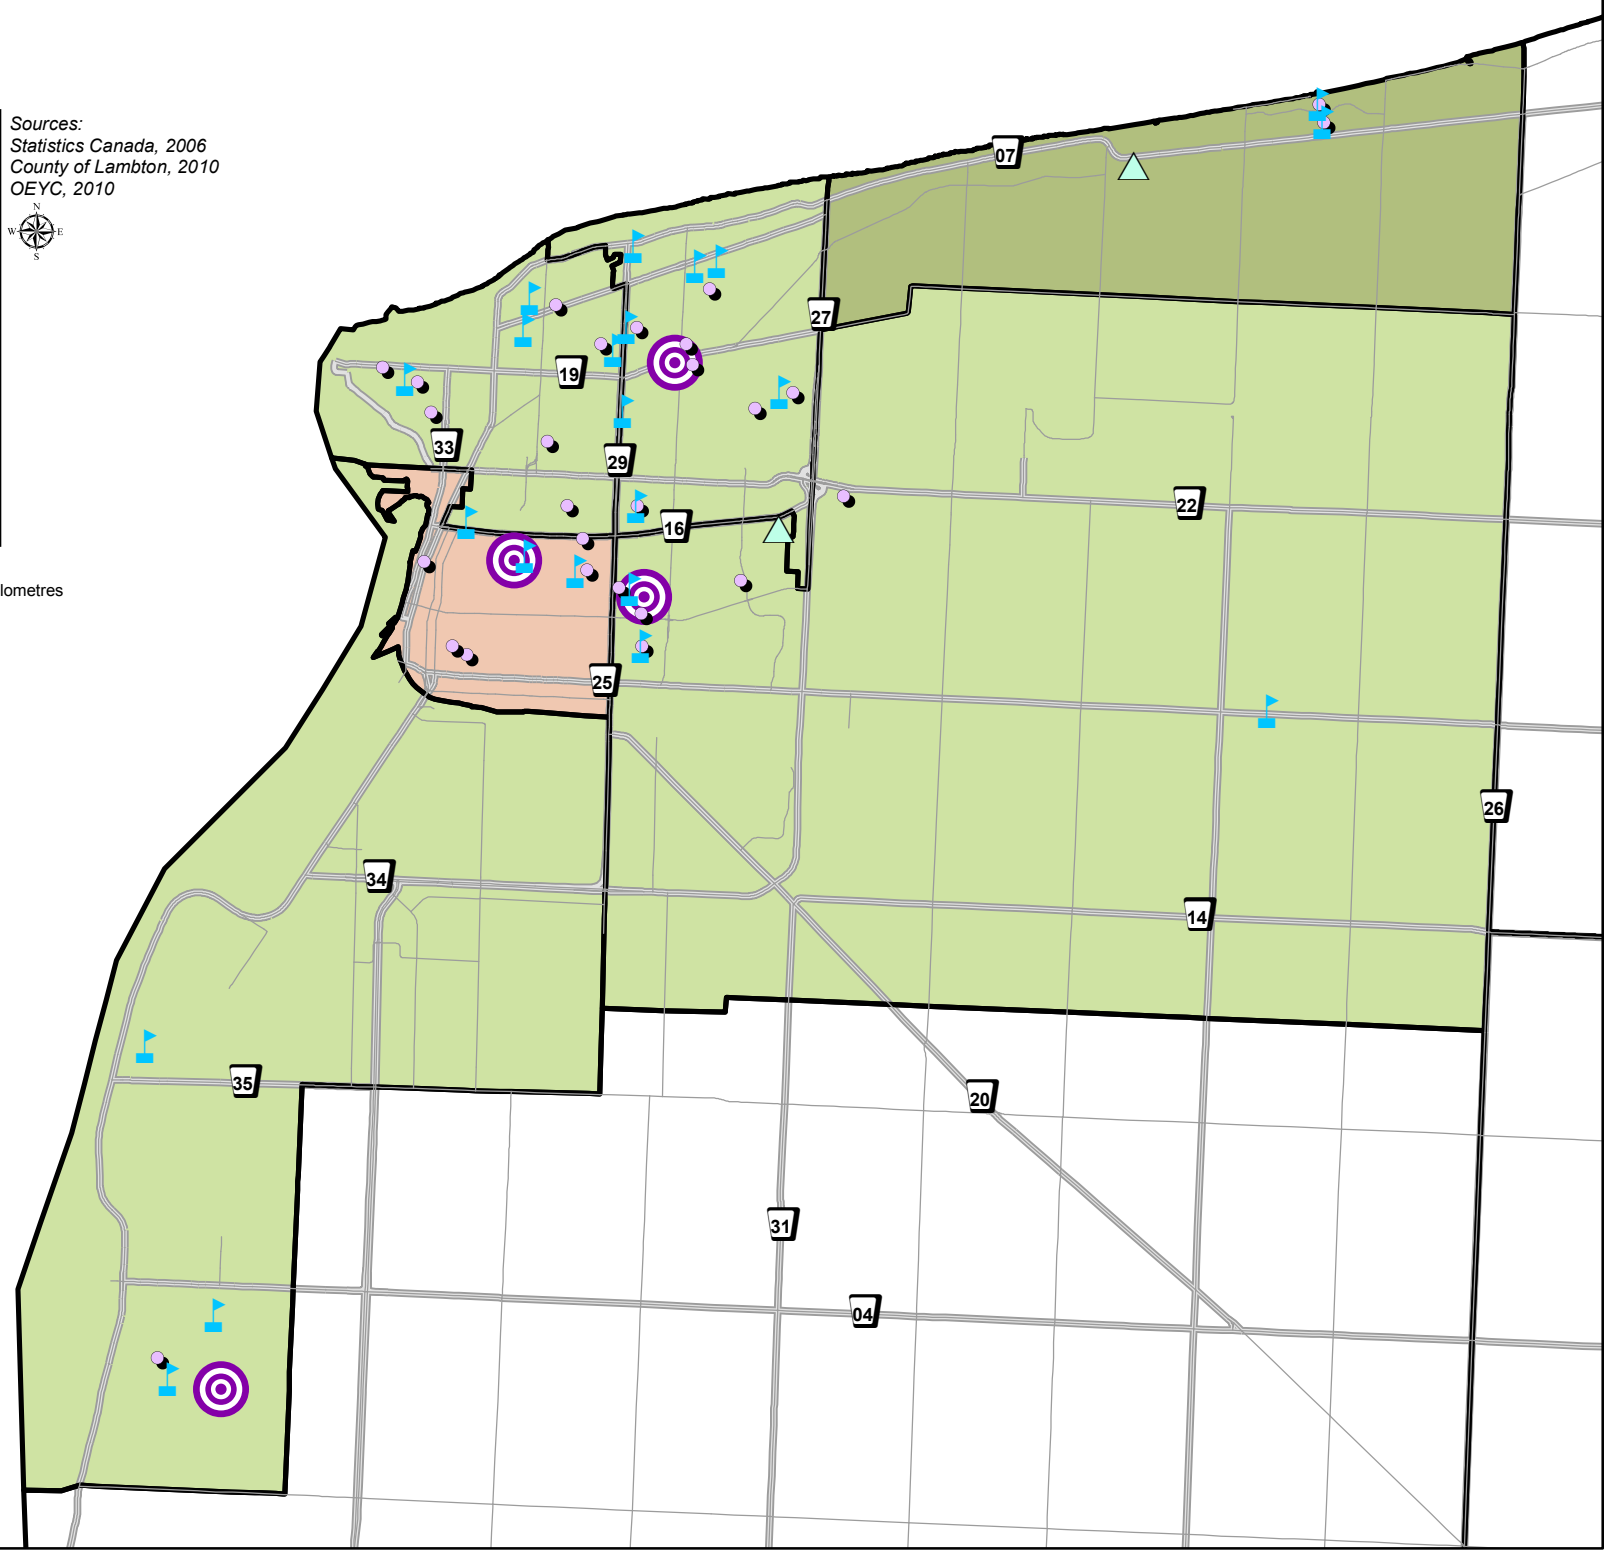 Sources:
Statistics Canada, 2006
County of Lambton, 2010
OEYC, 2010
N
W E
S
07
27
19
33
29
22
16
lometres
25
26
34
14
35
20
31
04